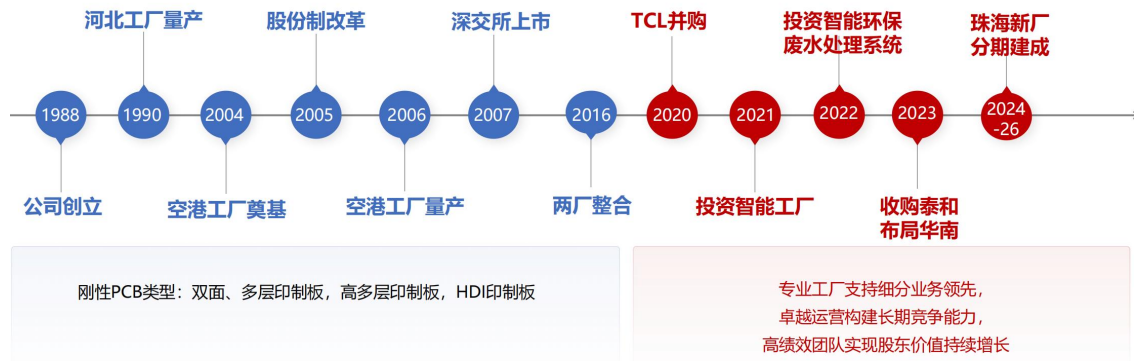 河北工厂量产
股份制改革
深交所上市
TCL并购
投资智能环保
废水处理系统
珠海新厂
分期建成
1988
1990
2004
2005
2006
2007
2016
2020
2021
2022
2023
2024
-26
公司创立
空港工厂奠基
空港工厂量产
两厂整合
投资智能工厂
收购泰和
布局华南
刚性PCB类型：双面、多层印制板，高多层印制板，HDI印制板
专业工厂支持细分业务领先，
卓越运营构建长期竞争能力，
高绩效团队实现股东价值持续增长